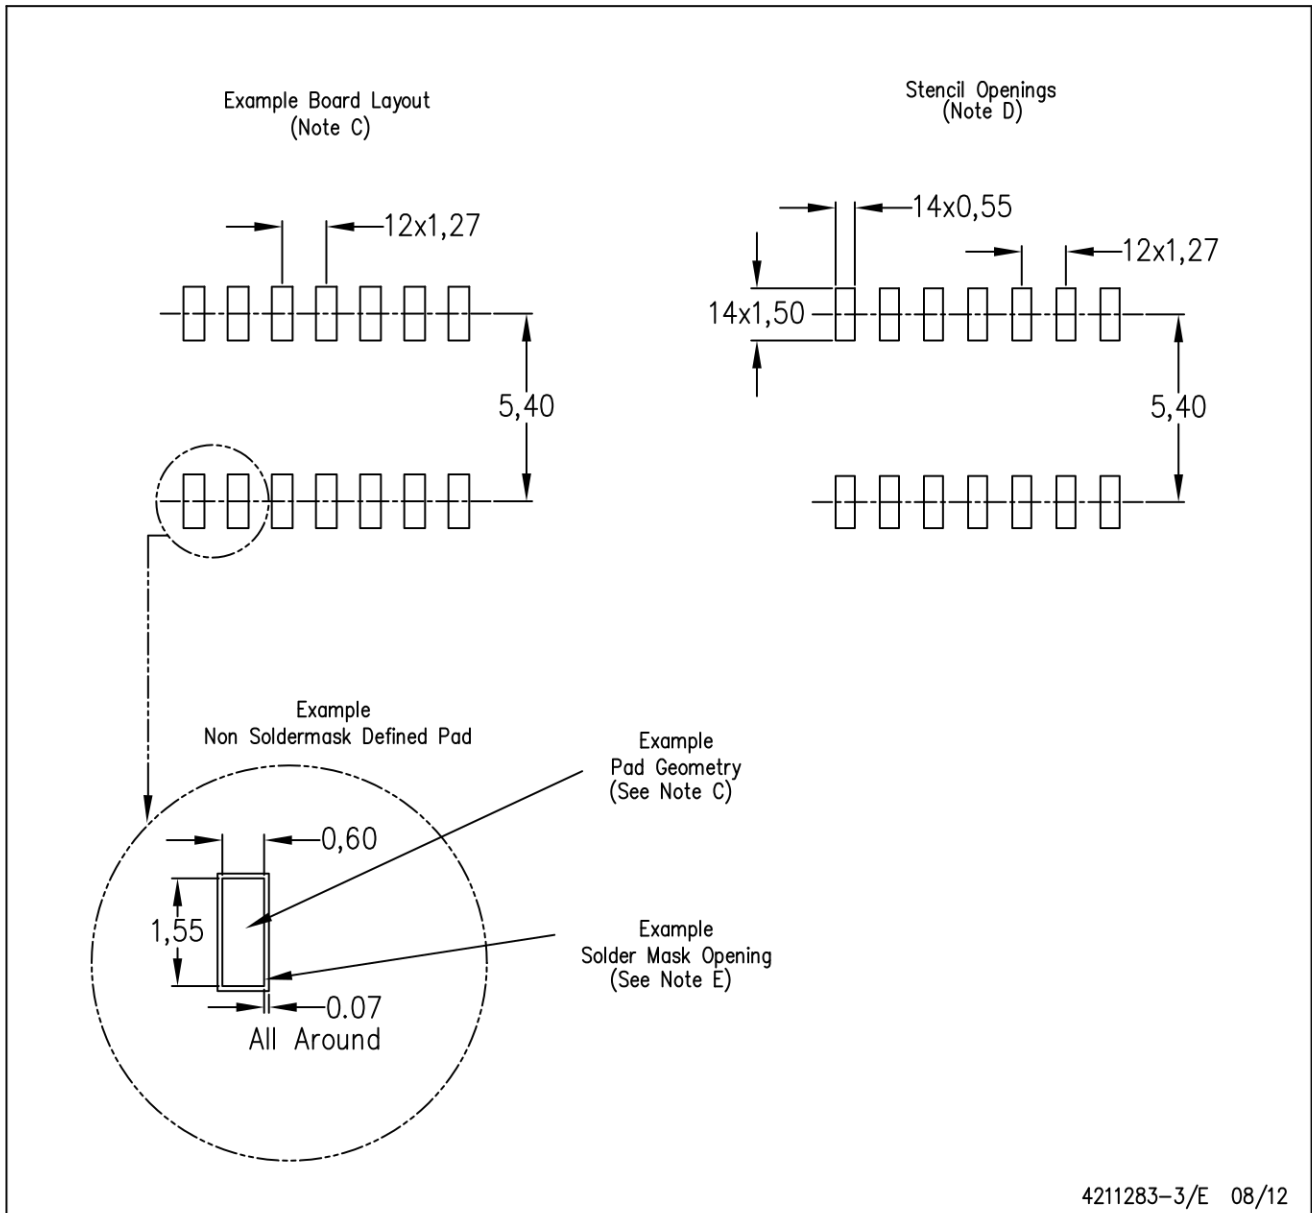 Example Board Layout
(Note C)
Stencil Openings
(Note D)
12x1,27
5,40
14x0,55
12x1,27
14x1,50
5,40
Example
Non Soldermask Defined Pad
0,60
1,55
0.07
All Around
Example
Pad Geometry
(See Note C)
Example
Solder Mask Opening
(See Note E)
4211283-3/E 08/12